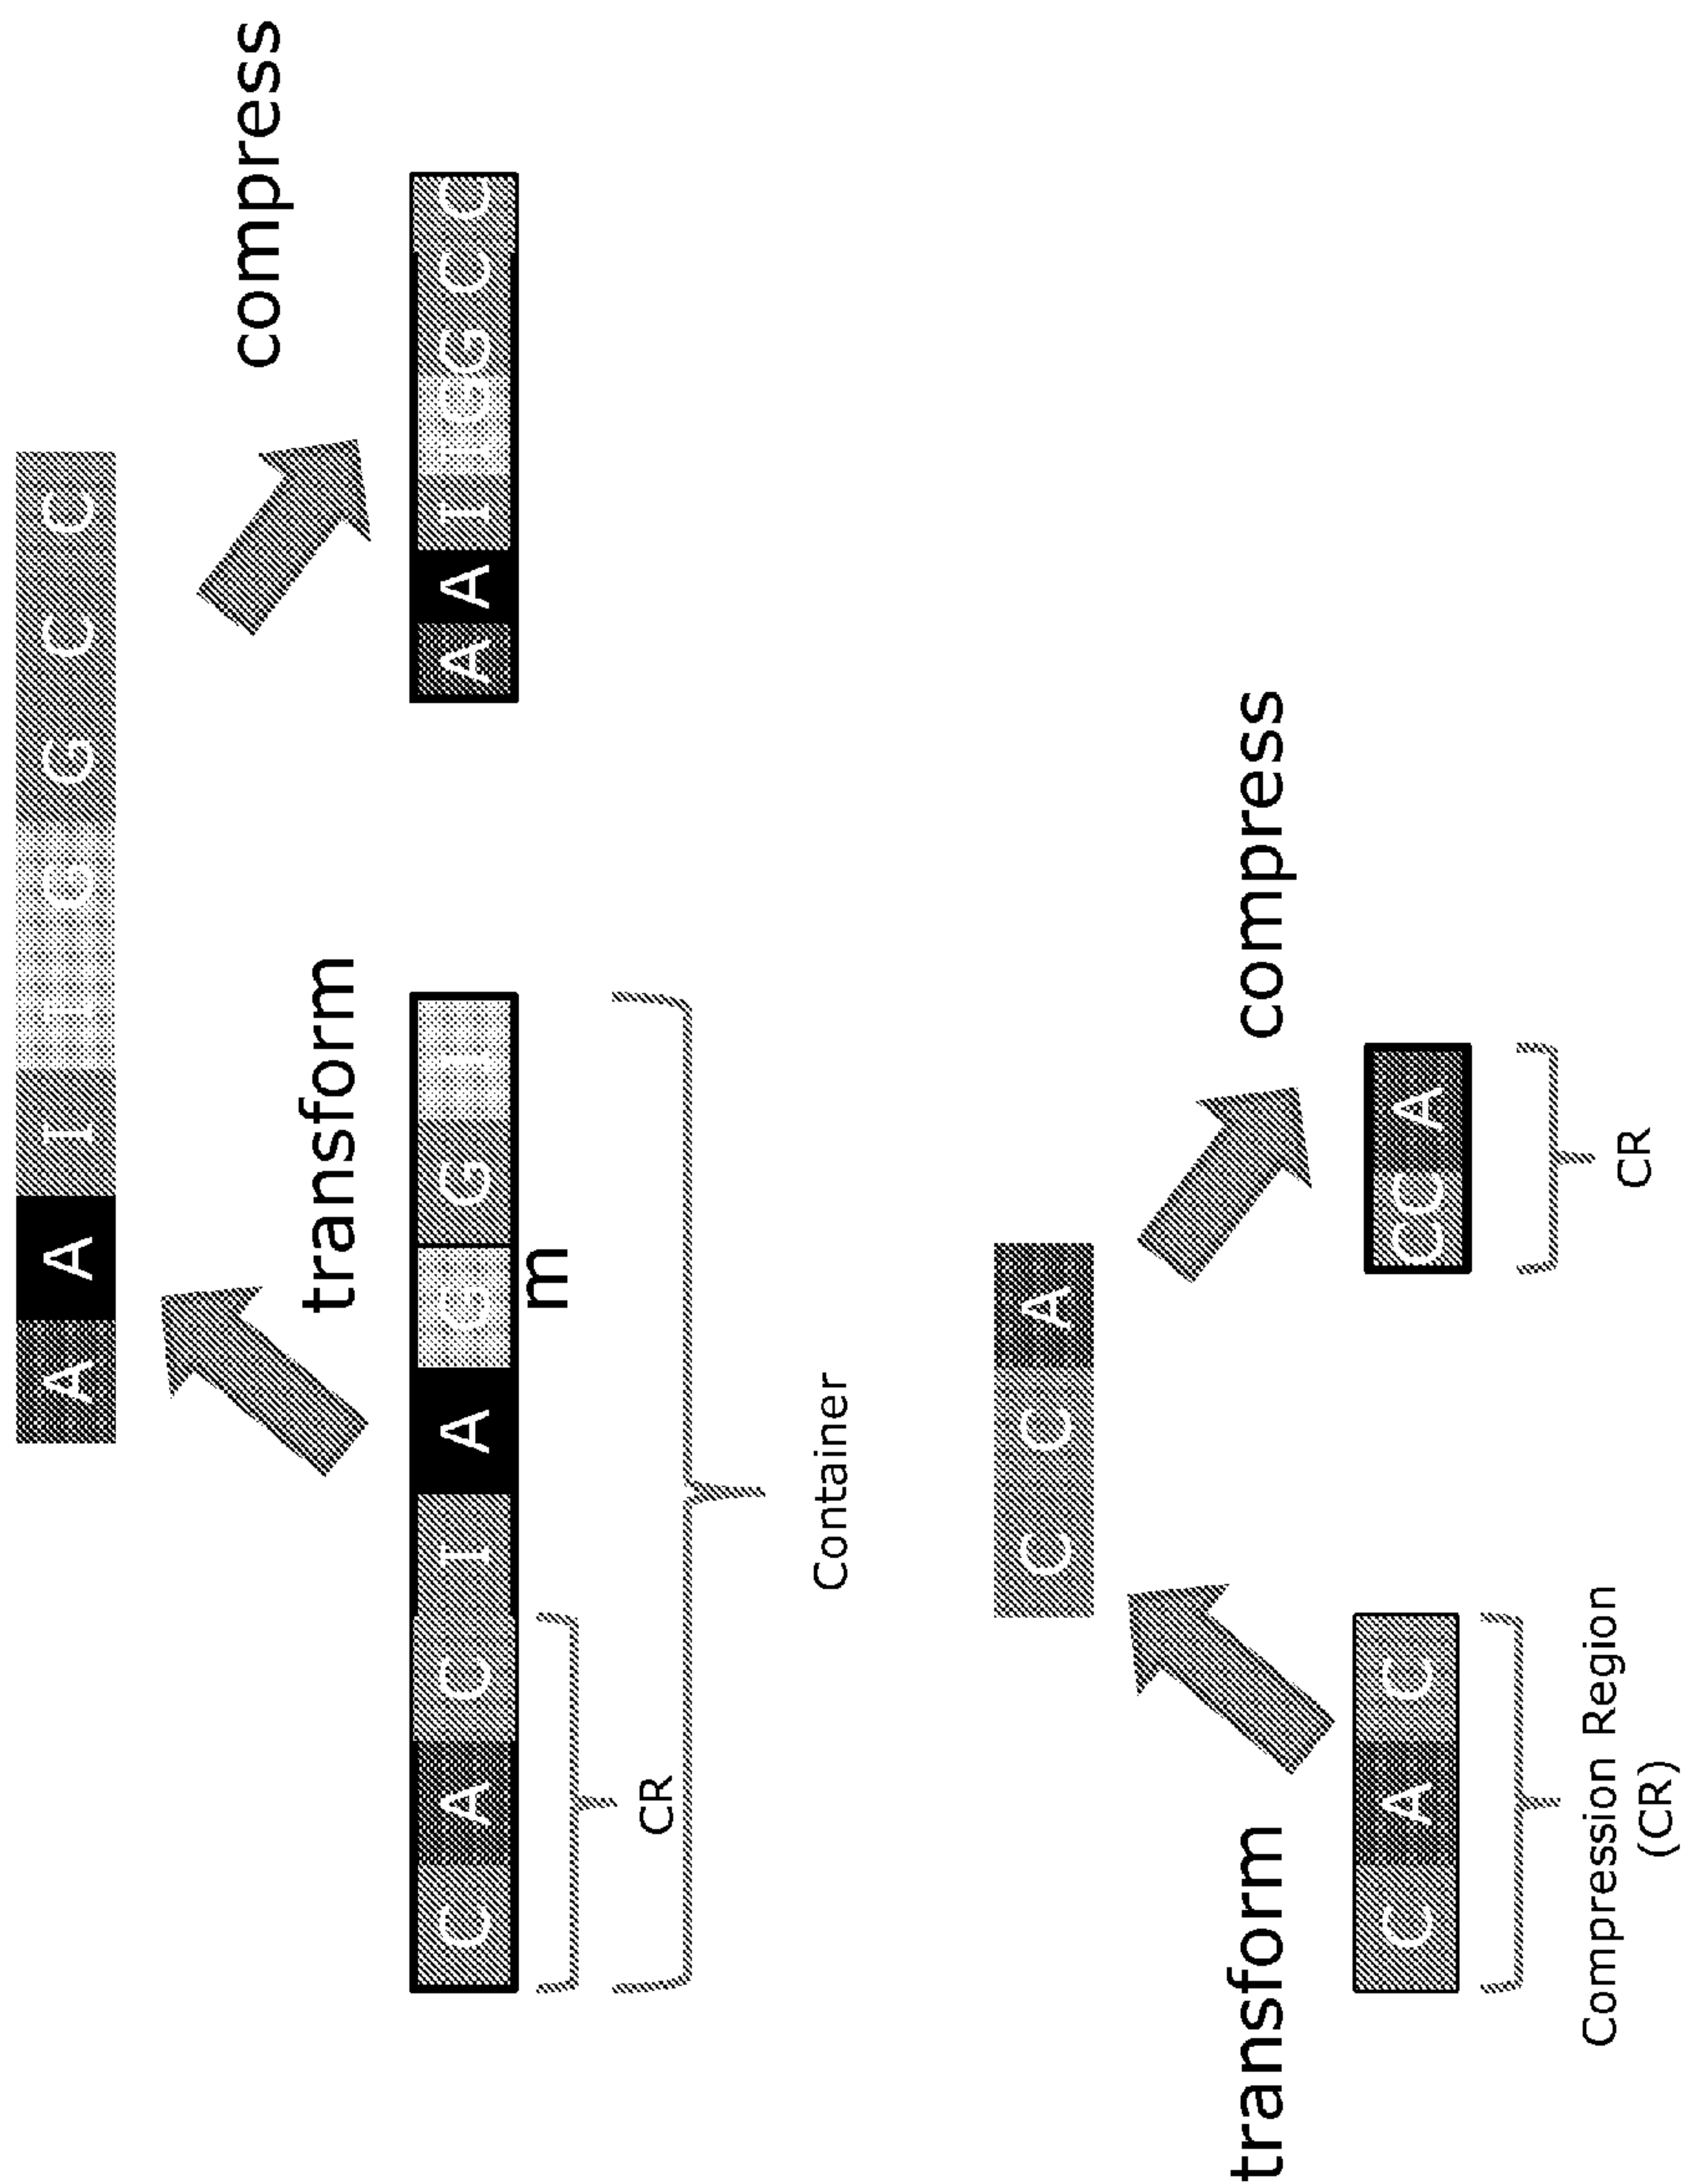 A A I T G G C C
compress
transform
C A C I A G G T
A A I T G G C C
m
CR
Container
C C A
transform
compress
C A C
CC A
Compression Region
(CR)
CR